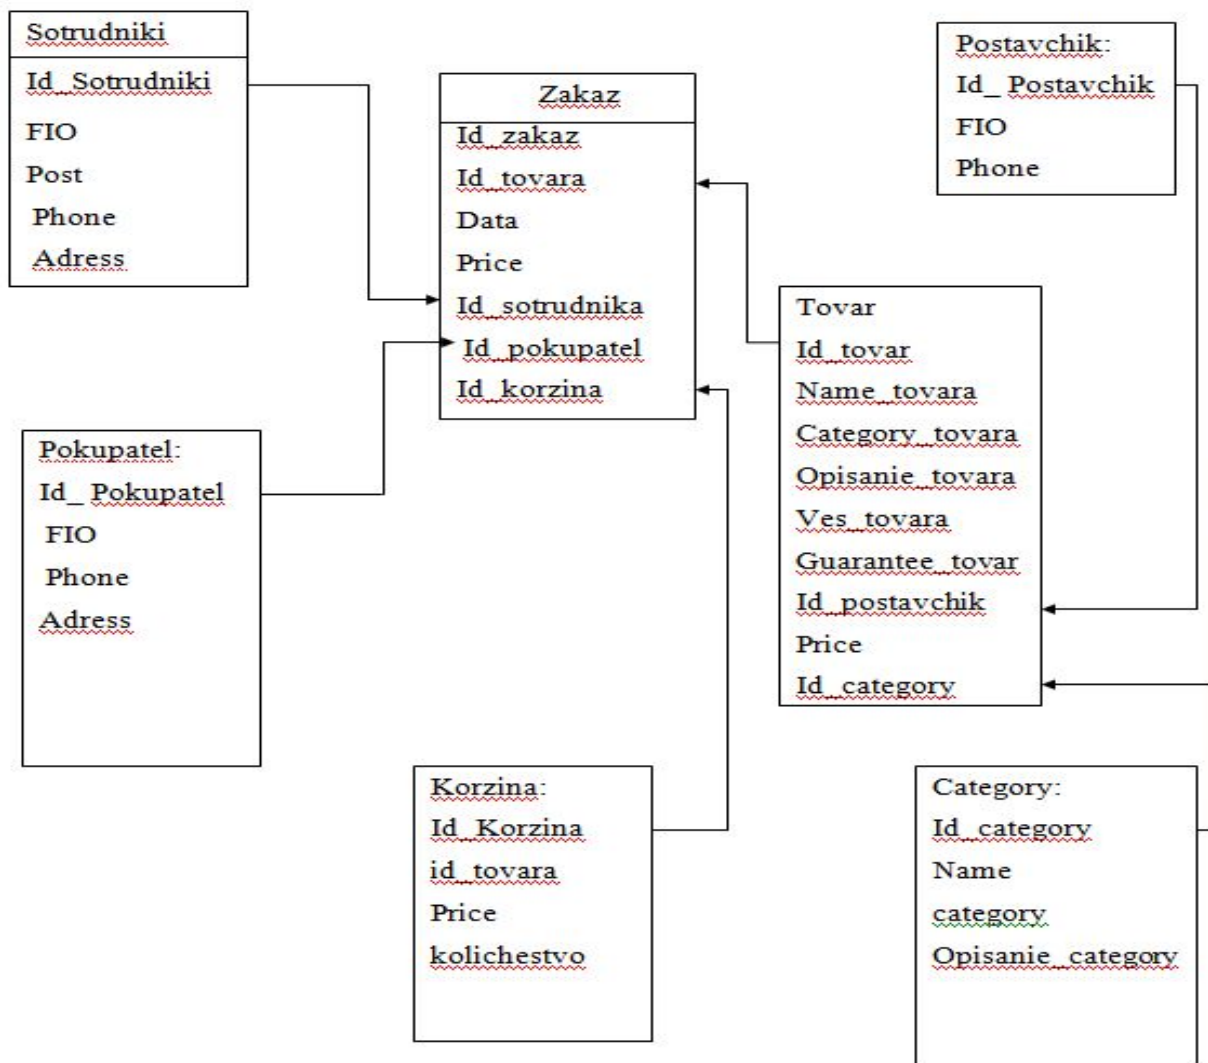 Sotrudniki
Id_Sotrudniki
FIO
Post
Phone
Adress
Zakaz
Id_zakaz
Id_tovara
Data
Price
Id_sotrudnika
Id_pokupatel
Id_korzina
Postavchik:
Id_ Postavchik
FIO
Phone
Tovar
Id_tovar
Name_tovara
Category_tovara
Opisanie_tovara
Ves_tovara
Guarantee_tovar
Id_postavchik
Price
Id_category
Pokupatel:
Id_ Pokupatel
FIO
Phone
Adress
Korzina:
Id_Korzina
id_tovara
Price
kolichestvo
Category:
Id_category
Name
category
Opisanie_category